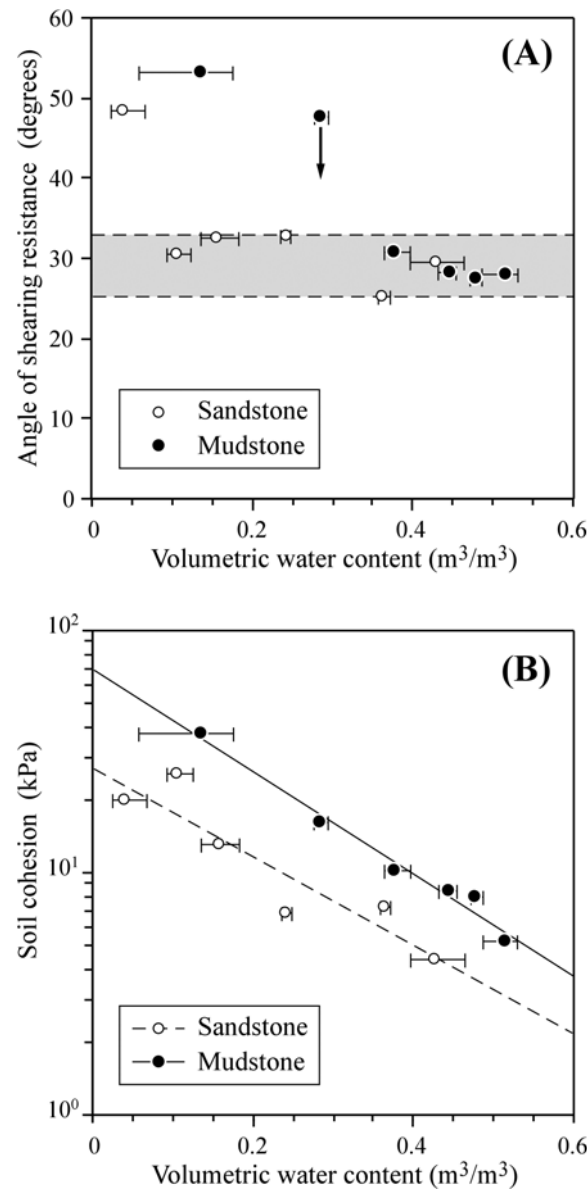 (A)
Angle of shearing resistance (degrees)
60
50
40
30
20
10
0
Sandstone
Mudstone
0 0.2 0.4 0.6
Volumetric water content (m³/m³)
(B)
Soil cohesion (kPa)
10²
10¹
10⁰
Sandstone
Mudstone
0 0.2 0.4 0.6
Volumetric water content (m³/m³)